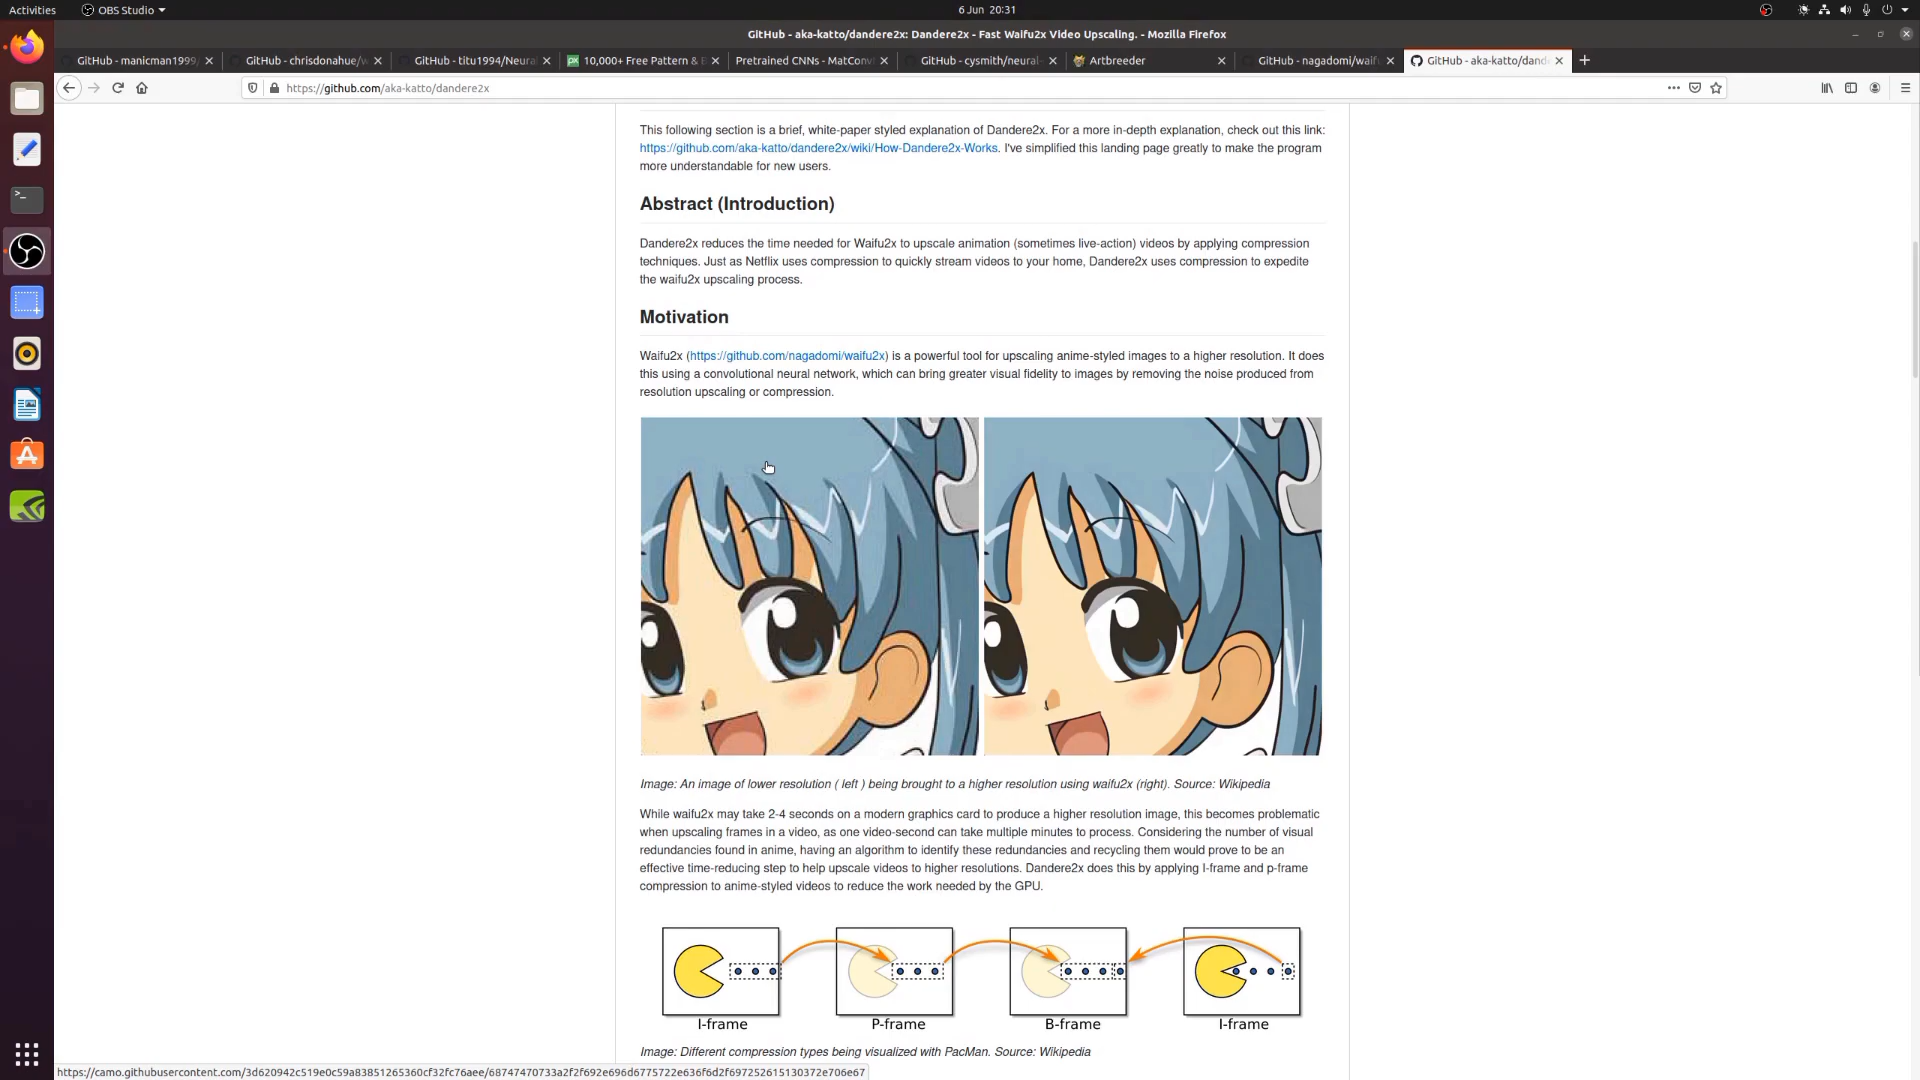 Activities
OBS Studio
6 Jun 20:31
GitHub - aka-katto/dandere2x: Dandere2x - Fast Waifu2x Video Upscaling. - Mozilla Firefox
GitHub - manicman1999/
GitHub - chrisdonahue/w
GitHub - titu1994/Neural
10,000+ Free Pattern & B
Pretrained CNNs - MatConv
GitHub - cysmith/neural-
Artbreeder
GitHub - nagadomi/waif
GitHub - aka-katto/dand
https://github.com/aka-katto/dandere2x
This following section is a brief, white-paper styled explanation of Dandere2x. For a more in-depth explanation, check out this link:
https://github.com/aka-katto/dandere2x/wiki/How-Dandere2x-Works. I've simplified this landing page greatly to make the program
more understandable for new users.
Abstract (Introduction)
Dandere2x reduces the time needed for Waifu2x to upscale animation (sometimes live-action) videos by applying compression
techniques. Just as Netflix uses compression to quickly stream videos to your home, Dandere2x uses compression to expedite
the waifu2x upscaling process.
Motivation
Waifu2x (https://github.com/nagadomi/waifu2x) is a powerful tool for upscaling anime-styled images to a higher resolution. It does
this using a convolutional neural network, which can bring greater visual fidelity to images by removing the noise produced from
resolution upscaling or compression.
Image: An image of lower resolution ( left ) being brought to a higher resolution using waifu2x (right). Source: Wikipedia
While waifu2x may take 2-4 seconds on a modern graphics card to produce a higher resolution image, this becomes problematic
when upscaling frames in a video, as one video-second can take multiple minutes to process. Considering the number of visual
redundancies found in anime, having an algorithm to identify these redundancies and recycling them would prove to be an
effective time-reducing step to help upscale videos to higher resolutions. Dandere2x does this by applying I-frame and p-frame
compression to anime-styled videos to reduce the work needed by the GPU.
I-frame
P-frame
B-frame
I-frame
Image: Different compression types being visualized with PacMan. Source: Wikipedia
https://camo.githubusercontent.com/3d620942c519e0c59a83851265360cf32fc76aee/68747470733a2f2f692e696d6775722e636f6d2f697252615130372e706e67